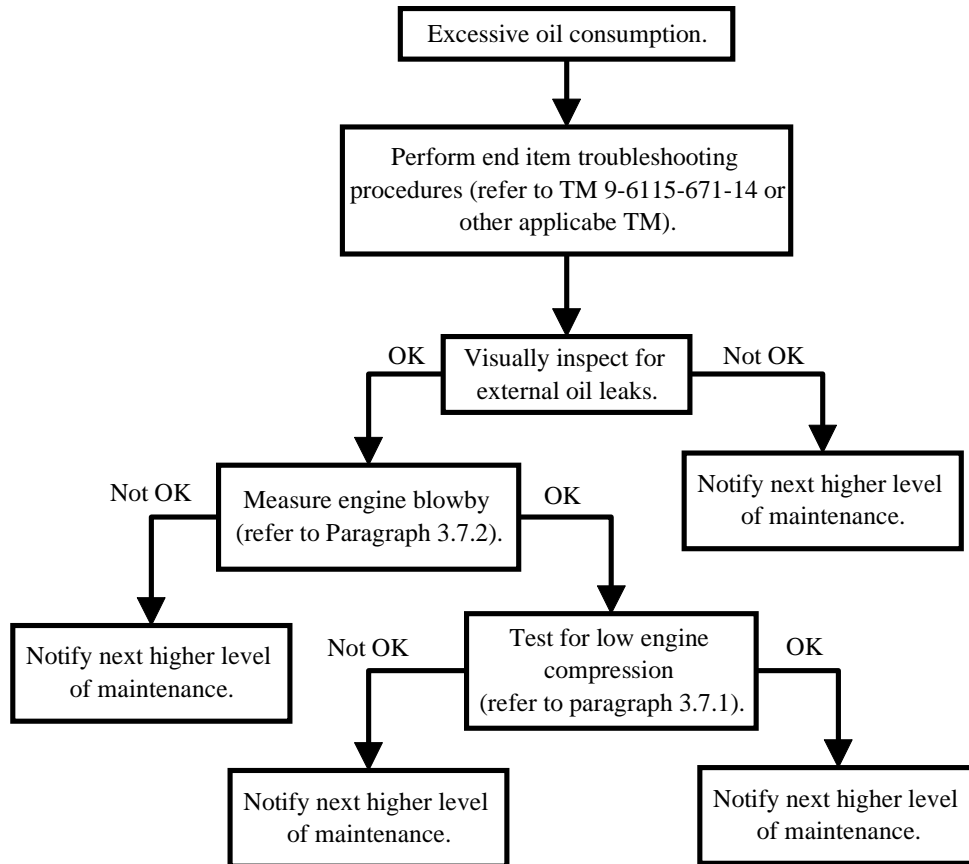 Excessive oil consumption.
Perform end item troubleshooting
procedures (refer to TM 9-6115-671-14 or
other applicabe TM).
OK
Visually inspect for
external oil leaks.
Not OK
Notify next higher level
of maintenance.
Not OK
Measure engine blowby
(refer to Paragraph 3.7.2).
OK
Notify next higher level
of maintenance.
Not OK
Test for low engine
compression
(refer to paragraph 3.7.1).
OK
Notify next higher level
of maintenance.
Notify next higher level
of maintenance.